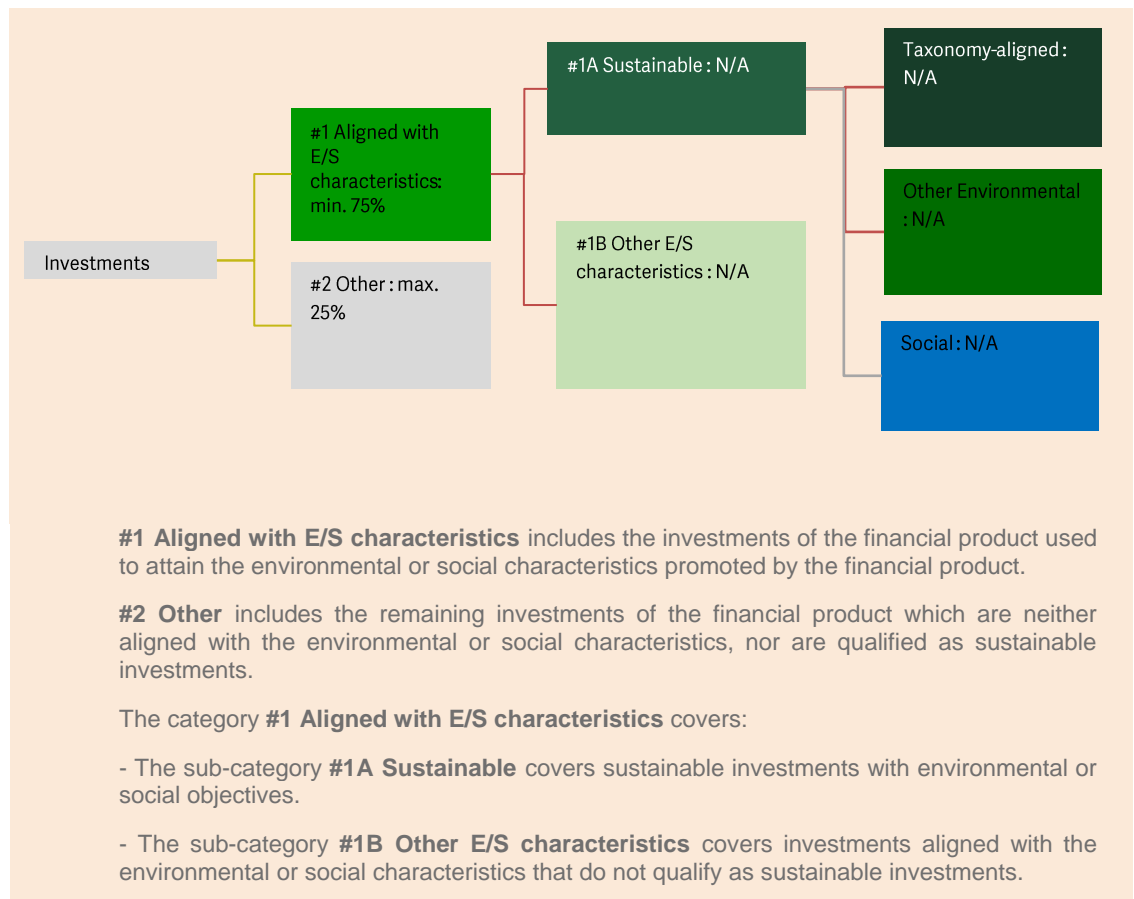 Investments
#1 Aligned with
E/S
characteristics:
min. 75%
#2 Other : max.
25%
#1A Sustainable : N/A
#1B Other E/S
characteristics : N/A
Taxonomy-aligned :
N/A
Other Environmental
: N/A
Social : N/A
#1 Aligned with E/S characteristics includes the investments of the financial product used
to attain the environmental or social characteristics promoted by the financial product.
#2 Other includes the remaining investments of the financial product which are neither
aligned with the environmental or social characteristics, nor are qualified as sustainable
investments.
The category #1 Aligned with E/S characteristics covers:
- The sub-category #1A Sustainable covers sustainable investments with environmental or
social objectives.
- The sub-category #1B Other E/S characteristics covers investments aligned with the
environmental or social characteristics that do not qualify as sustainable investments.